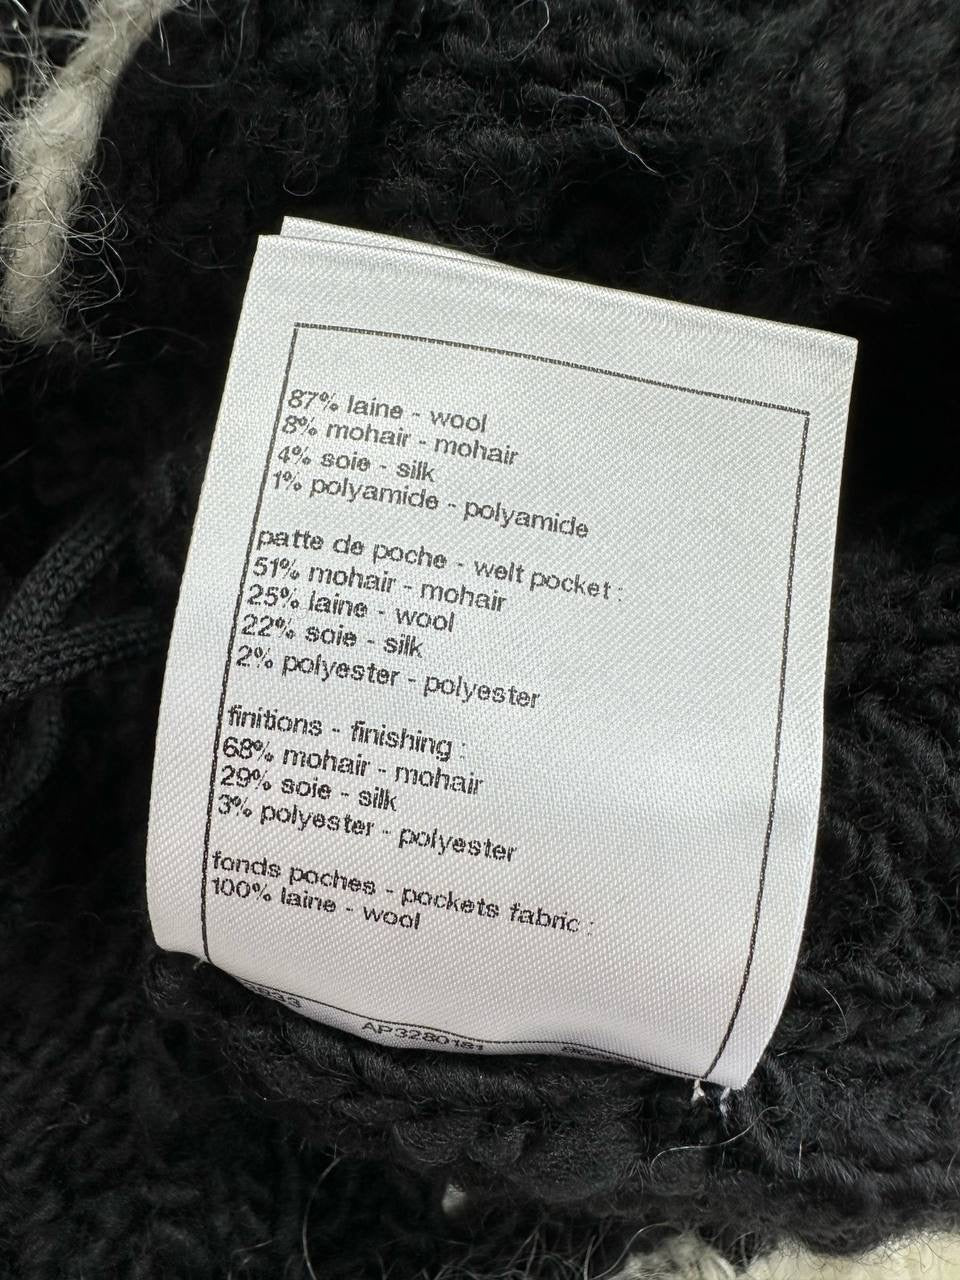 87% laine - wool
8% mohair - mohair
4% soie - silk
1% polyamide - polyamide
patte de poche - welt pocket :
51% mohair - mohair
25% laine - wool
22% soie - silk
2% polyester - polyester
finitions - finishing :
68% mohair - mohair
29% soie - silk
3% polyester - polyester
fonds poches - pockets fabric :
100% laine - wool
AP3280181